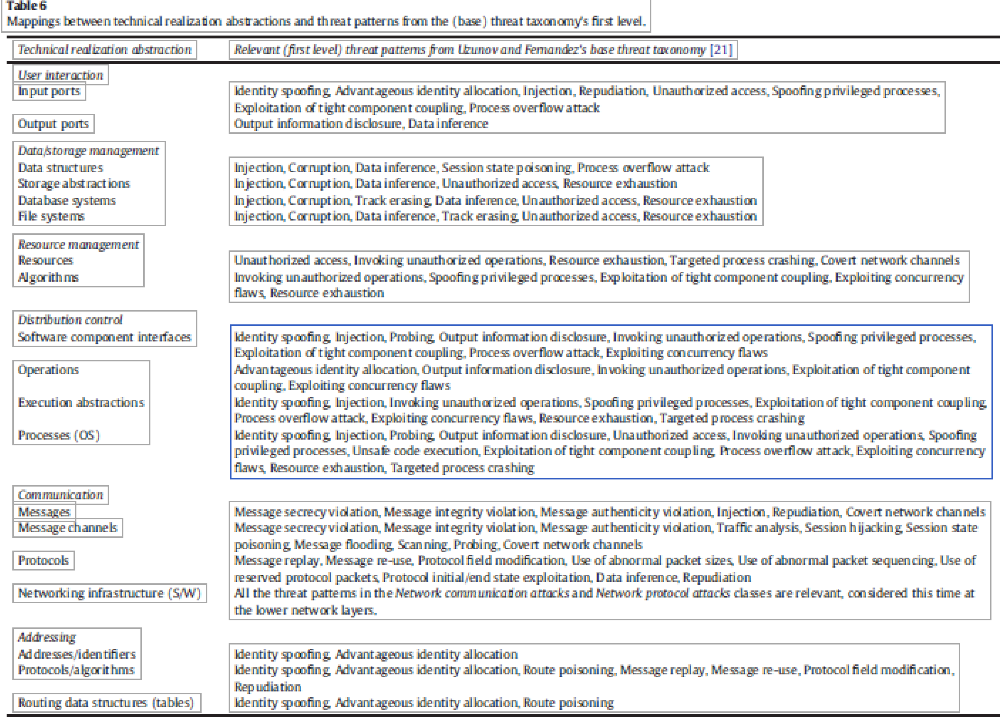 Table 6
Mappings between technical realization abstractions and threat patterns from the (base) threat taxonomy's first level.
Technical realization abstraction Relevant (first level) threat patterns from Uzunov and Fernandez's base threat taxonomy [21]
User interaction
Input ports Identity spoofing, Advantageous identity allocation, Injection, Repudiation, Unauthorized access, Spoofing privileged processes,
Exploitation of tight component coupling, Process overflow attack
Output ports Output information disclosure, Data inference
Data/storage management
Data structures Injection, Corruption, Data inference, Session state poisoning, Process overflow attack
Storage abstractions Injection, Corruption, Data inference, Unauthorized access, Resource exhaustion
Database systems Injection, Corruption, Track erasing, Data inference, Unauthorized access, Resource exhaustion
File systems Injection, Corruption, Data inference, Track erasing, Unauthorized access, Resource exhaustion
Resource management
Resources Unauthorized access, Invoking unauthorized operations, Resource exhaustion, Targeted process crashing, Covert network channels
Algorithms Invoking unauthorized operations, Spoofing privileged processes, Exploitation of tight component coupling, Exploiting concurrency
flaws, Resource exhaustion
Distribution control
Software component interfaces Identity spoofing, Injection, Probing, Output information disclosure, Invoking unauthorized operations, Spoofing privileged processes,
Exploitation of tight component coupling, Process overflow attack, Exploiting concurrency flaws
Operations Advantageous identity allocation, Output information disclosure, Invoking unauthorized operations, Exploitation of tight component
coupling, Exploiting concurrency flaws
Execution abstractions Identity spoofing, Injection, Invoking unauthorized operations, Spoofing privileged processes, Exploitation of tight component coupling,
Process overflow attack, Exploiting concurrency flaws, Resource exhaustion, Targeted process crashing
Processes (OS) Identity spoofing, Injection, Probing, Output information disclosure, Unauthorized access, Invoking unauthorized operations, Spoofing
privileged processes, Unsafe code execution, Exploitation of tight component coupling, Process overflow attack, Exploiting concurrency
flaws, Resource exhaustion, Targeted process crashing
Communication
Messages Message secrecy violation, Message integrity violation, Message authenticity violation, Injection, Repudiation, Covert network channels
Message channels Message secrecy violation, Message integrity violation, Message authenticity violation, Traffic analysis, Session hijacking, Session state
poisoning, Message flooding, Scanning, Probing, Covert network channels
Protocols Message replay, Message re-use, Protocol field modification, Use of abnormal packet sizes, Use of abnormal packet sequencing, Use of
reserved protocol packets, Protocol initial/end state exploitation, Data inference, Repudiation
Networking infrastructure (S/W) All the threat patterns in the Network communication attacks and Network protocol attacks classes are relevant, considered this time at
the lower network layers.
Addressing
Addresses/identifiers Identity spoofing, Advantageous identity allocation
Protocols/algorithms Identity spoofing, Advantageous identity allocation, Route poisoning, Message replay, Message re-use, Protocol field modification,
Repudiation
Routing data structures (tables) Identity spoofing, Advantageous identity allocation, Route poisoning